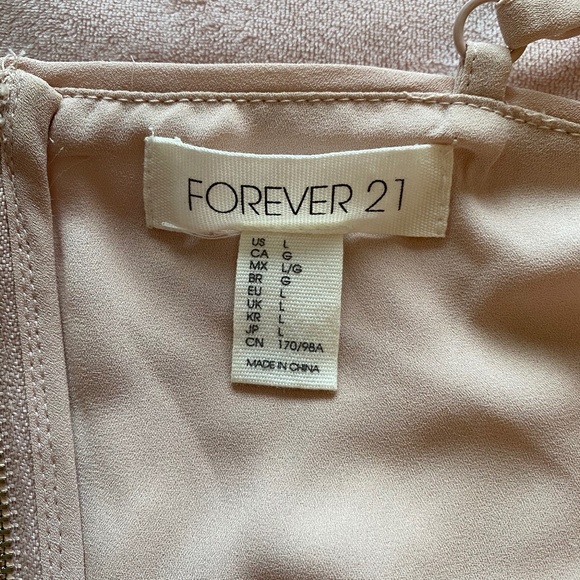 FOREVER 21
US L
CA G
MX L/G
BR G
EU L
UK L
KR L
JP L
CN 170/98A
MADE IN CHINA